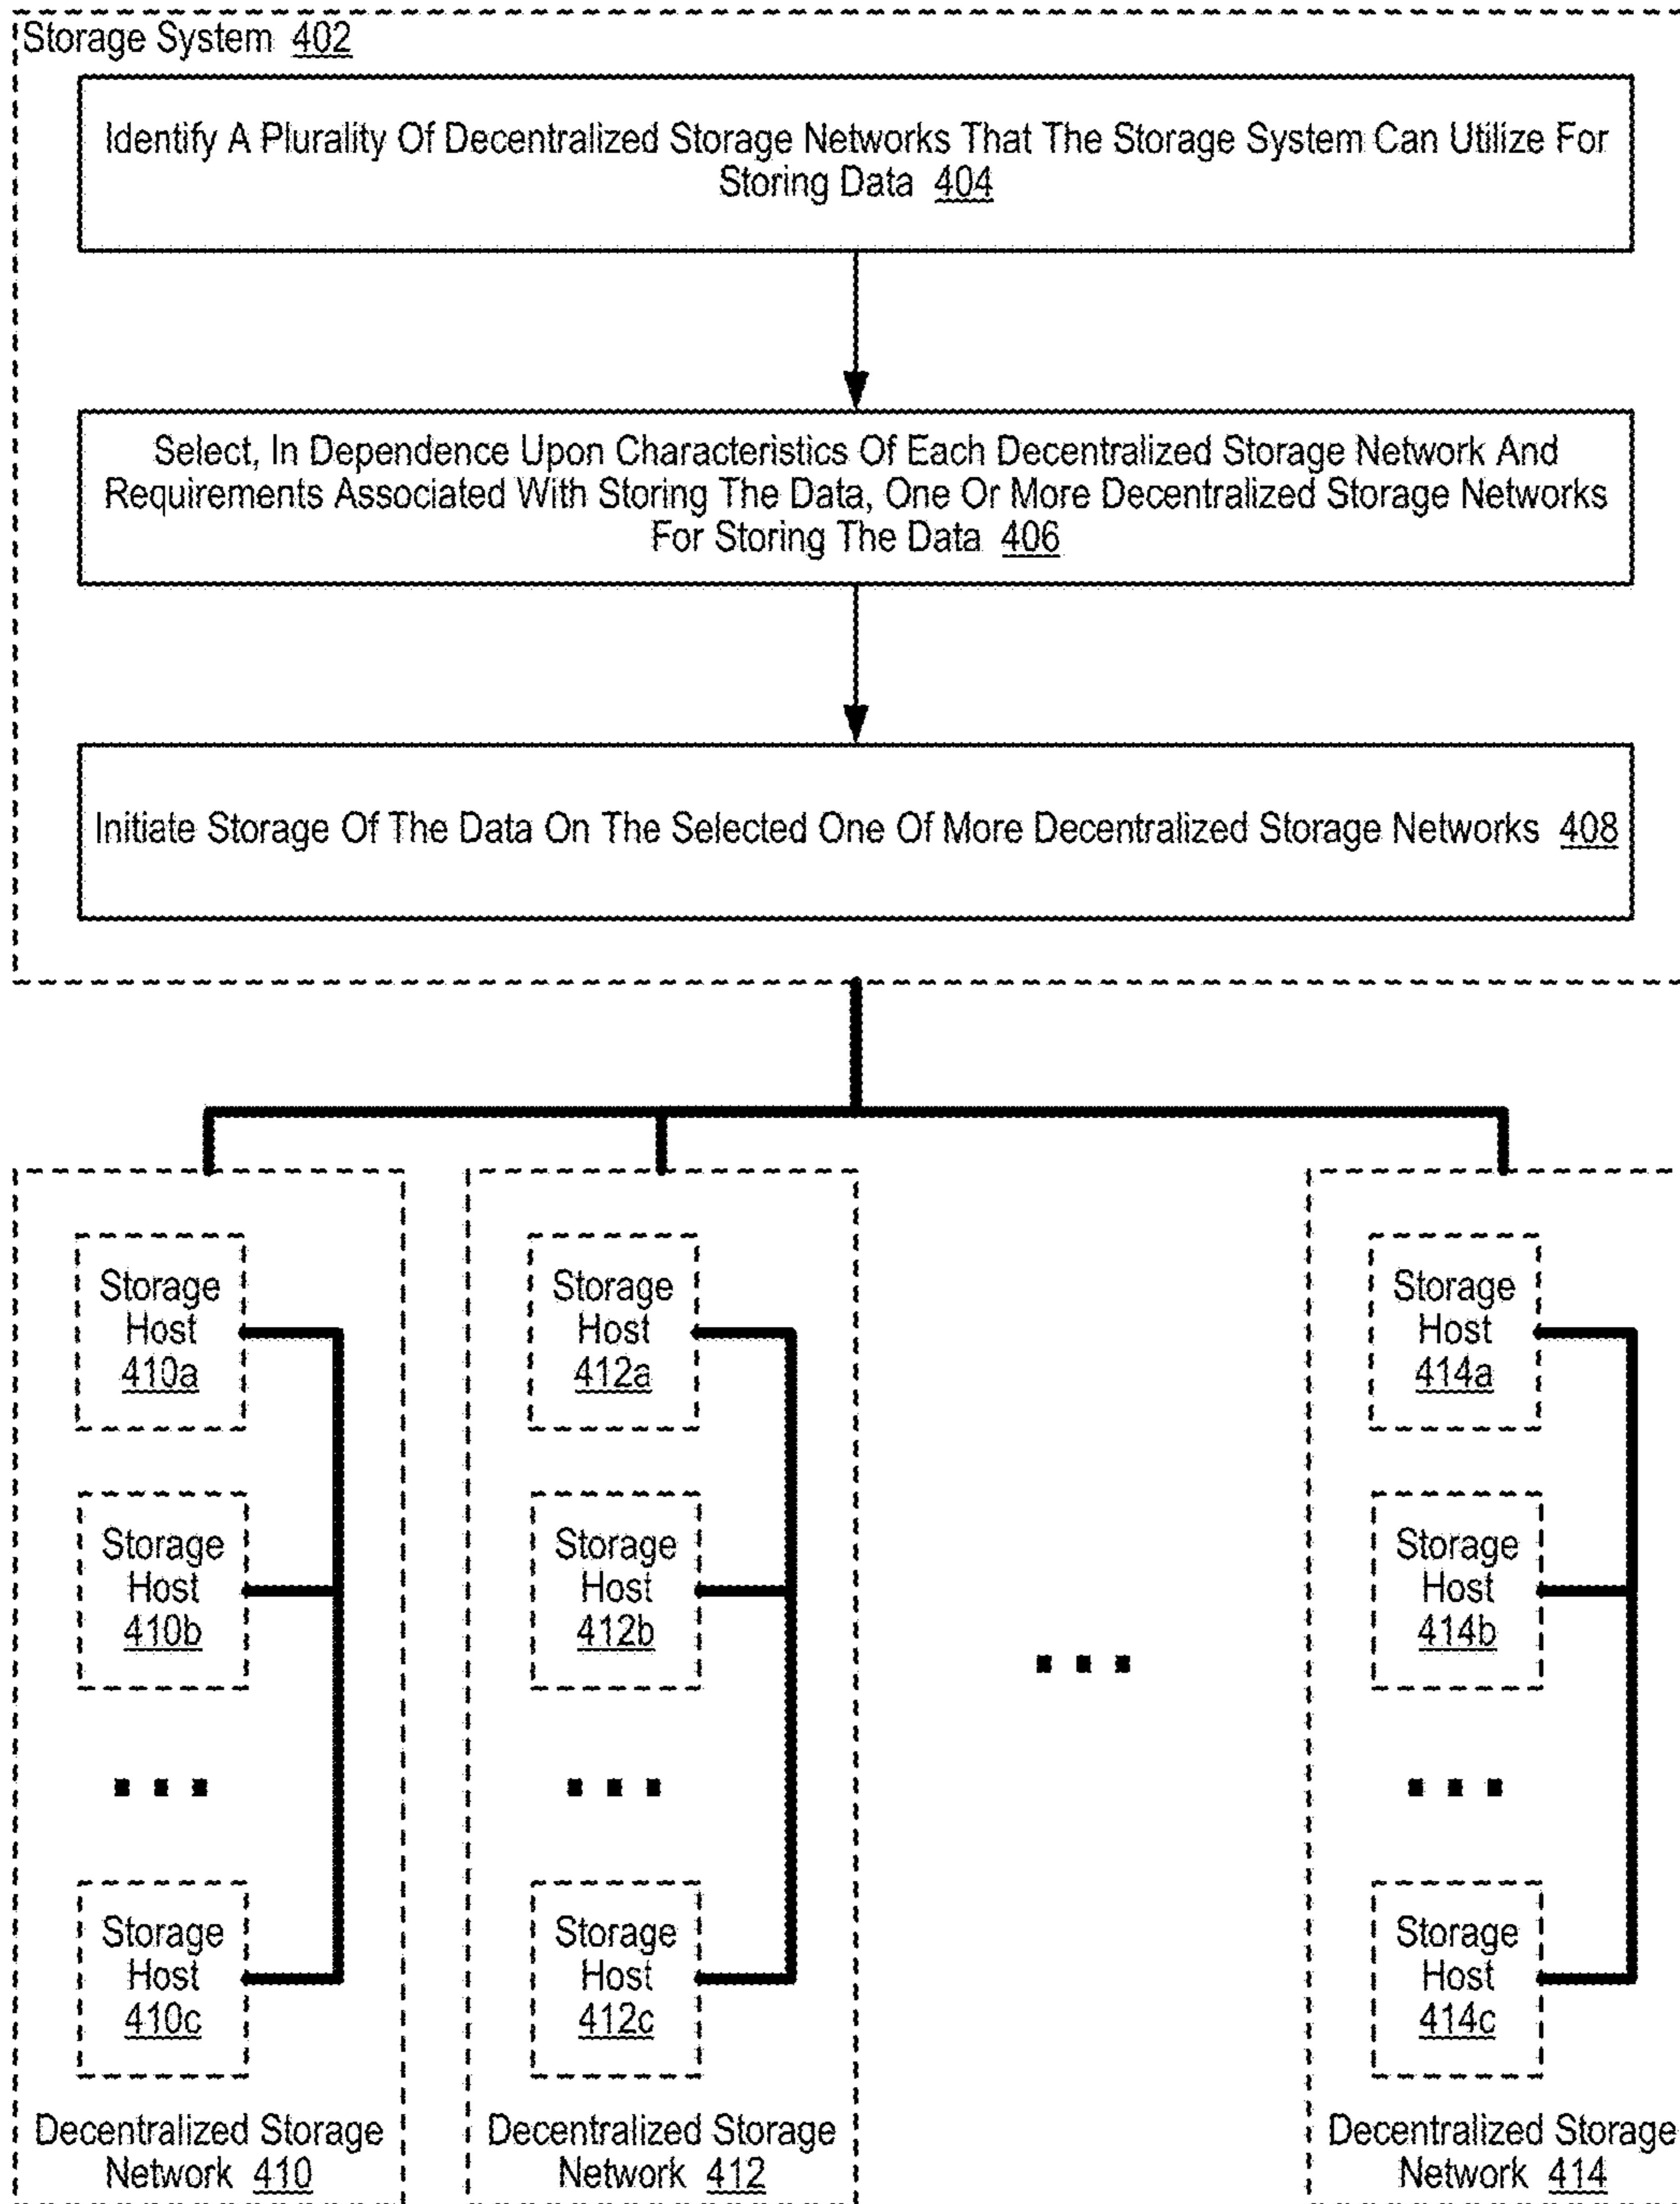 Storage System 402
Identify A Plurality Of Decentralized Storage Networks That The Storage System Can Utilize For
Storing Data 404
Select, In Dependence Upon Characteristics Of Each Decentralized Storage Network And
Requirements Associated With Storing The Data, One Or More Decentralized Storage Networks
For Storing The Data 406
Initiate Storage Of The Data On The Selected One Of More Decentralized Storage Networks 408
Storage
Host
410a
Storage
Host
410b
...
Storage
Host
410c
Decentralized Storage
Network 410
Storage
Host
412a
Storage
Host
412b
...
Storage
Host
412c
Decentralized Storage
Network 412
...
Storage
Host
414a
Storage
Host
414b
...
Storage
Host
414c
Decentralized Storage
Network 414